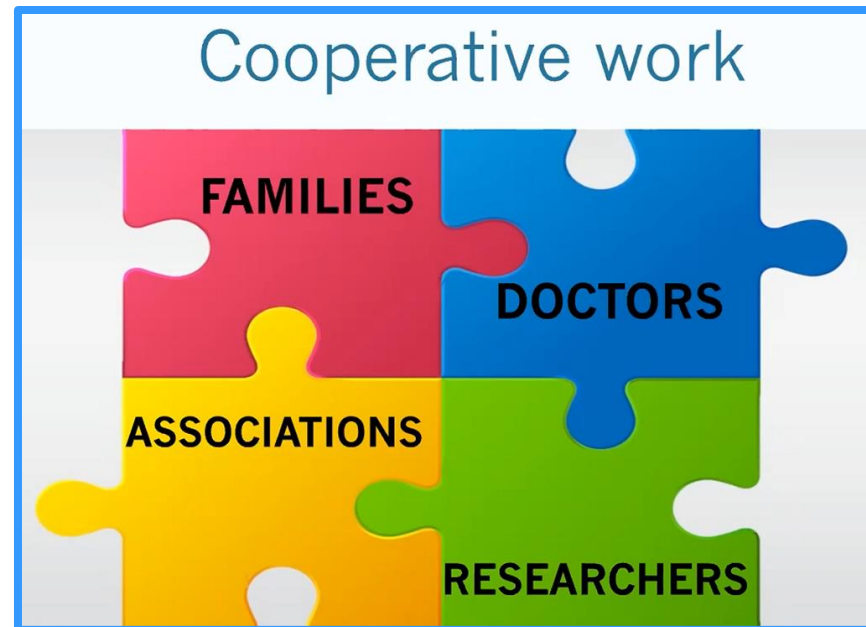 Cooperative work
FAMILIES
DOCTORS
ASSOCIATIONS
RESEARCHERS